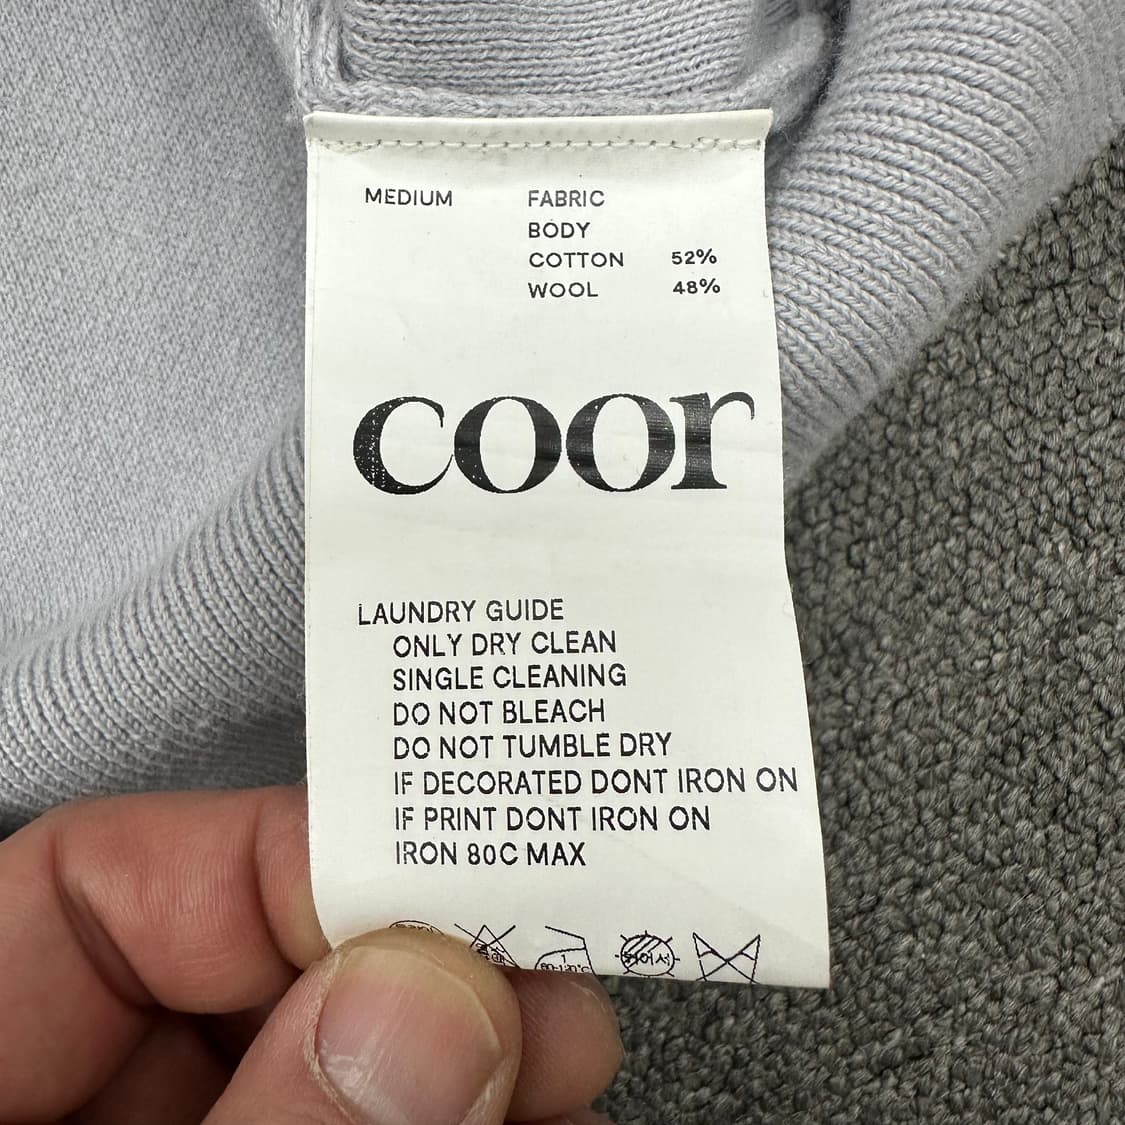 MEDIUM FABRIC
BODY
COTTON 52%
WOOL 48%
coor
LAUNDRY GUIDE
ONLY DRY CLEAN
SINGLE CLEANING
DO NOT BLEACH
DO NOT TUMBLE DRY
IF DECORATED DONT IRON ON
IF PRINT DONT IRON ON
IRON 80C MAX